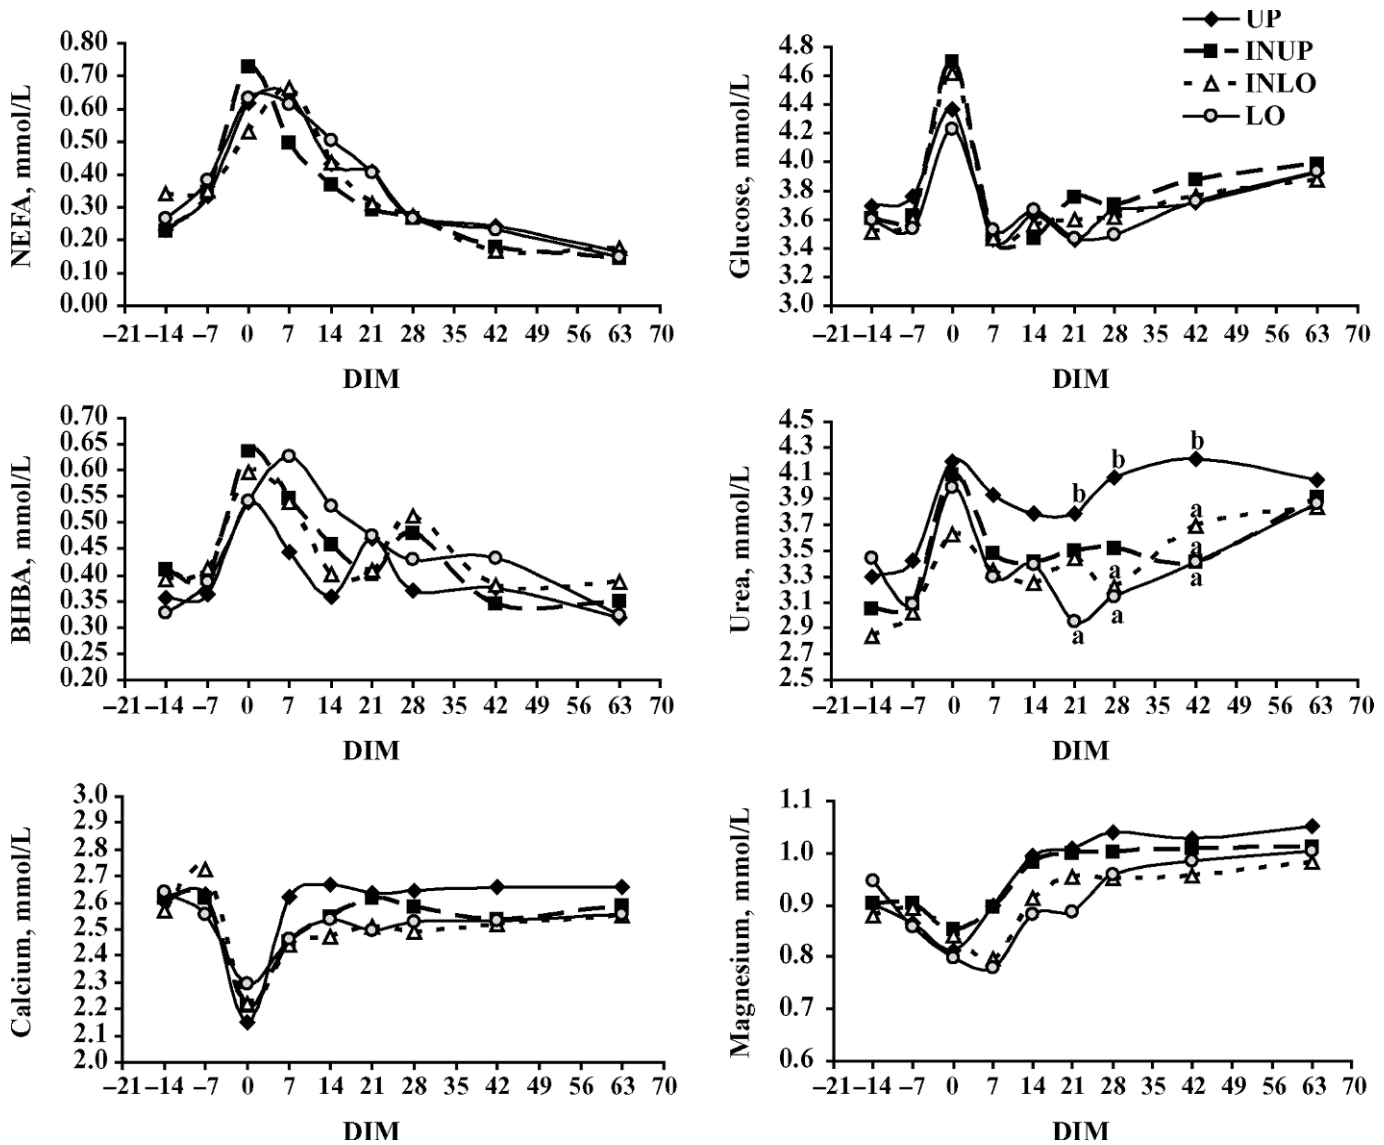 UP
INUP
INLO
LO
NEFA, mmol/L
0.80
0.70
0.60
0.50
0.40
0.30
0.20
0.10
0.00
–21 –14 –7 0 7 14 21 28 35 42 49 56 63 70
DIM
Glucose, mmol/L
4.8
4.6
4.4
4.2
4.0
3.8
3.6
3.4
3.2
3.0
–21 –14 –7 0 7 14 21 28 35 42 49 56 63 70
DIM
BHBA, mmol/L
0.70
0.65
0.60
0.55
0.50
0.45
0.40
0.35
0.30
0.25
0.20
–21 –14 –7 0 7 14 21 28 35 42 49 56 63 70
DIM
Urea, mmol/L
4.5
4.3
4.1
3.9
3.7
3.5
3.3
3.1
2.9
2.7
2.5
b
b
b
a
a
a
a
a
a
–21 –14 –7 0 7 14 21 28 35 42 49 56 63 70
DIM
Calcium, mmol/L
3.0
2.9
2.8
2.7
2.6
2.5
2.4
2.3
2.2
2.1
2.0
–21 –14 –7 0 7 14 21 28 35 42 49 56 63 70
DIM
Magnesium, mmol/L
1.1
1.0
0.9
0.8
0.7
0.6
–21 –14 –7 0 7 14 21 28 35 42 49 56 63 70
DIM